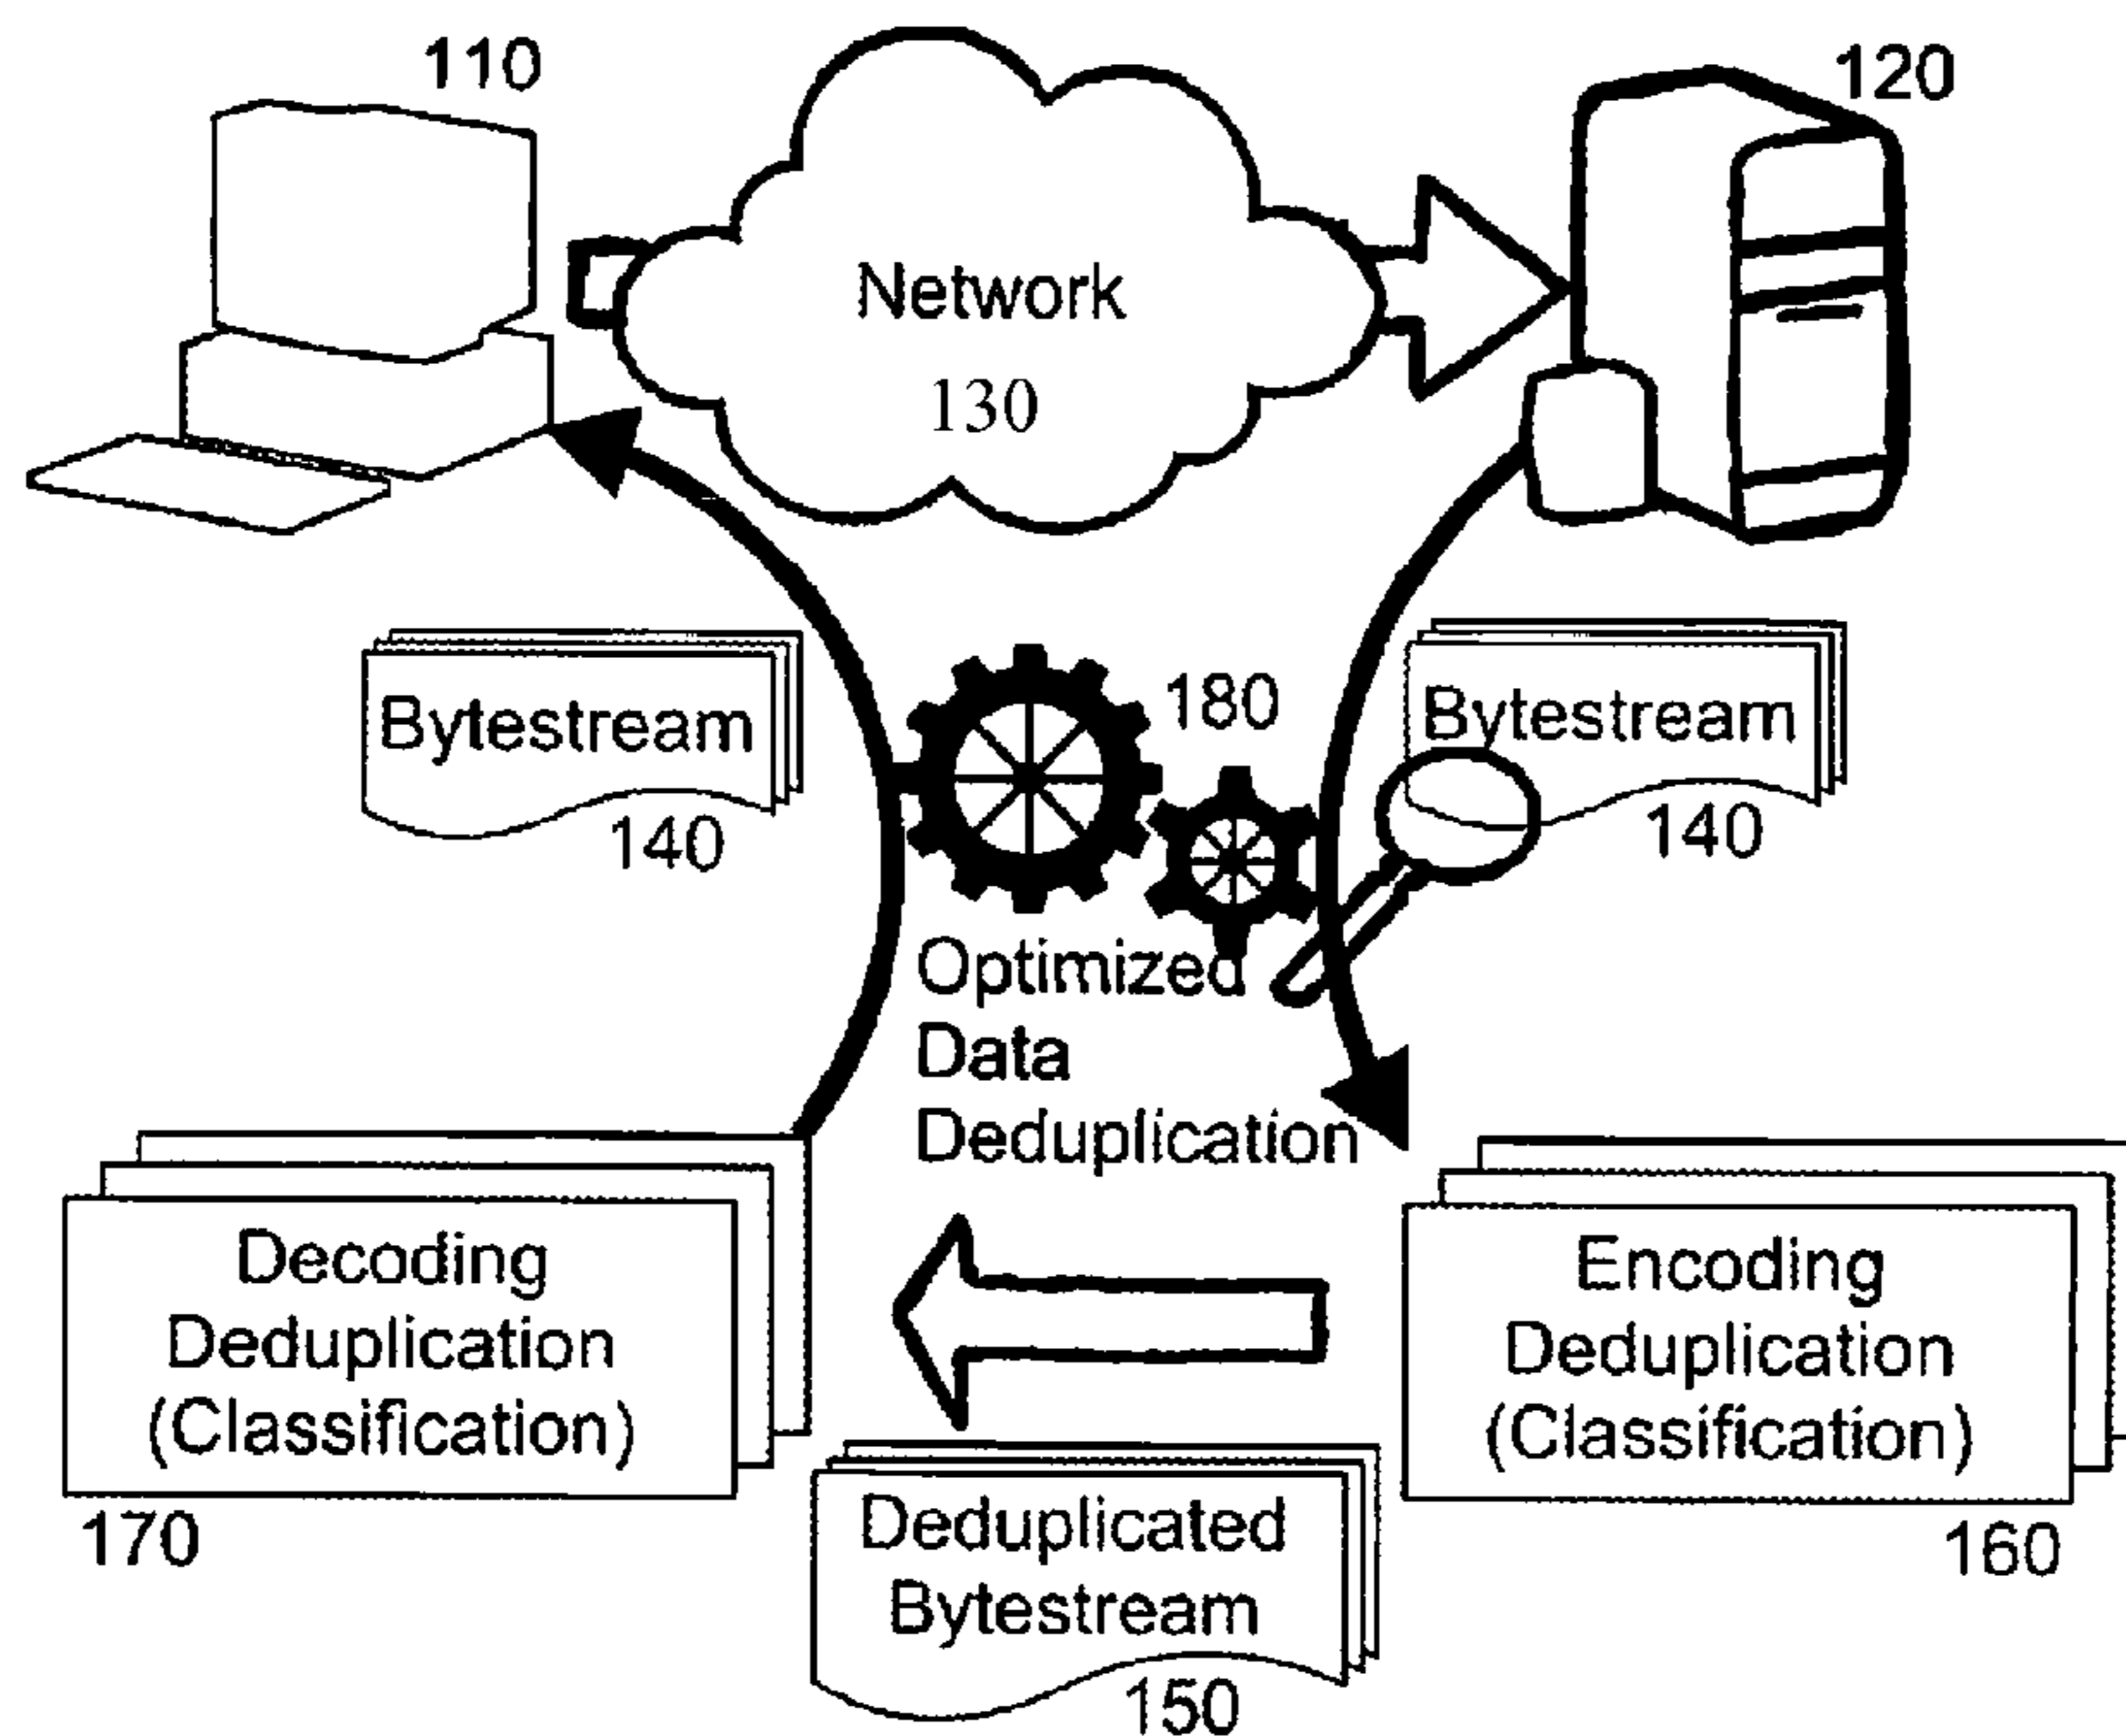 110
120
Network
130
Bytestream
140
180
Bytestream
140
Optimized
Data
Deduplication
Decoding
Deduplication
(Classification)
170
Encoding
Deduplication
(Classification)
160
Deduplicated
Bytestream
150